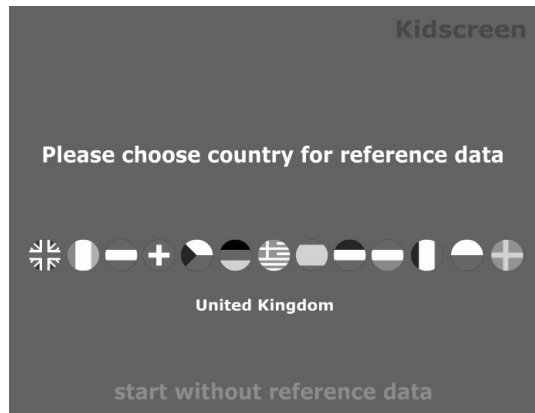 Kidscreen
Please choose country for reference data
United Kingdom
start without reference data